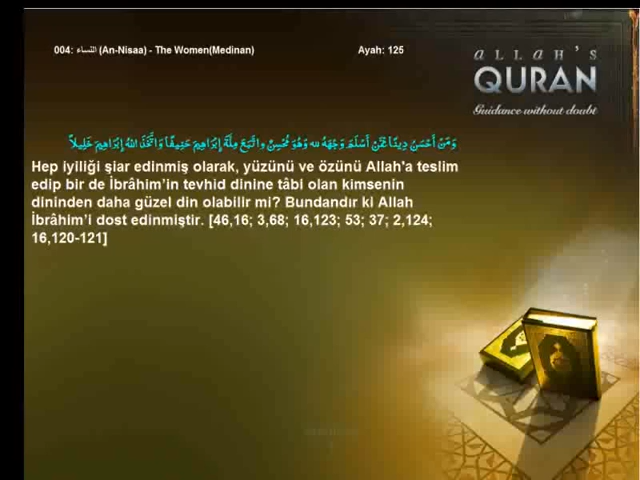 004: النساء (An-Nisaa) - The Women(Medinan) Ayah: 125
ALLAH'S
QURAN
Guidance without doubt
وَمَنْ أَحْسَنُ دِينًا مِّمَّنْ أَسْلَمَ وَجْهَهُ لله وَهُوَ مُحْسِنٌ واتَّبَعَ مِلَّةَ إِبْرَاهِيمَ حَنِيفًا وَاتَّخَذَ اللّهُ إِبْرَاهِيمَ خَلِيلاً
Hep iyiliği şiar edinmiş olarak, yüzünü ve özünü Allah'a teslim
edip bir de İbrâhim’in tevhid dinine tâbi olan kimsenin
dininden daha güzel din olabilir mi? Bundandır ki Allah
İbrâhim’i dost edinmiştir. [46,16; 3,68; 16,123; 53; 37; 2,124;
16,120-121]